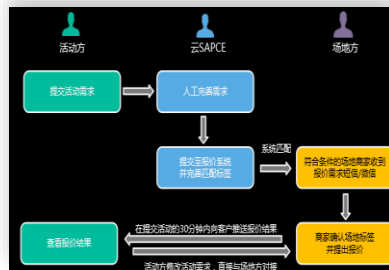 活动方
云SAPCE
场地方
提交活动需求
人工完善需求
系统匹配
提交至报价系统
并完善匹配标签
符合条件的场地商家收到
报价需求短信/微信
在提交活动的30分钟内向客户推送报价结果
查看报价结果
商家确认场地标签
并提出报价
活动方修改活动需求，直接与场地方对接